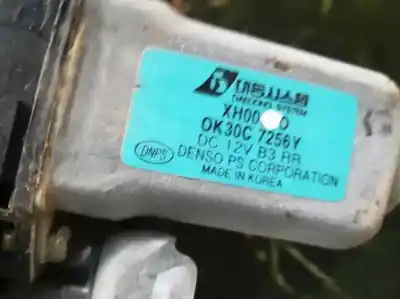 대동시스템
DAEDONG SYSTEM
XH00
OK30C 7256Y
DC 12V B3 RR
DNPS
DENSO PS CORPORATION
MADE IN KOREA